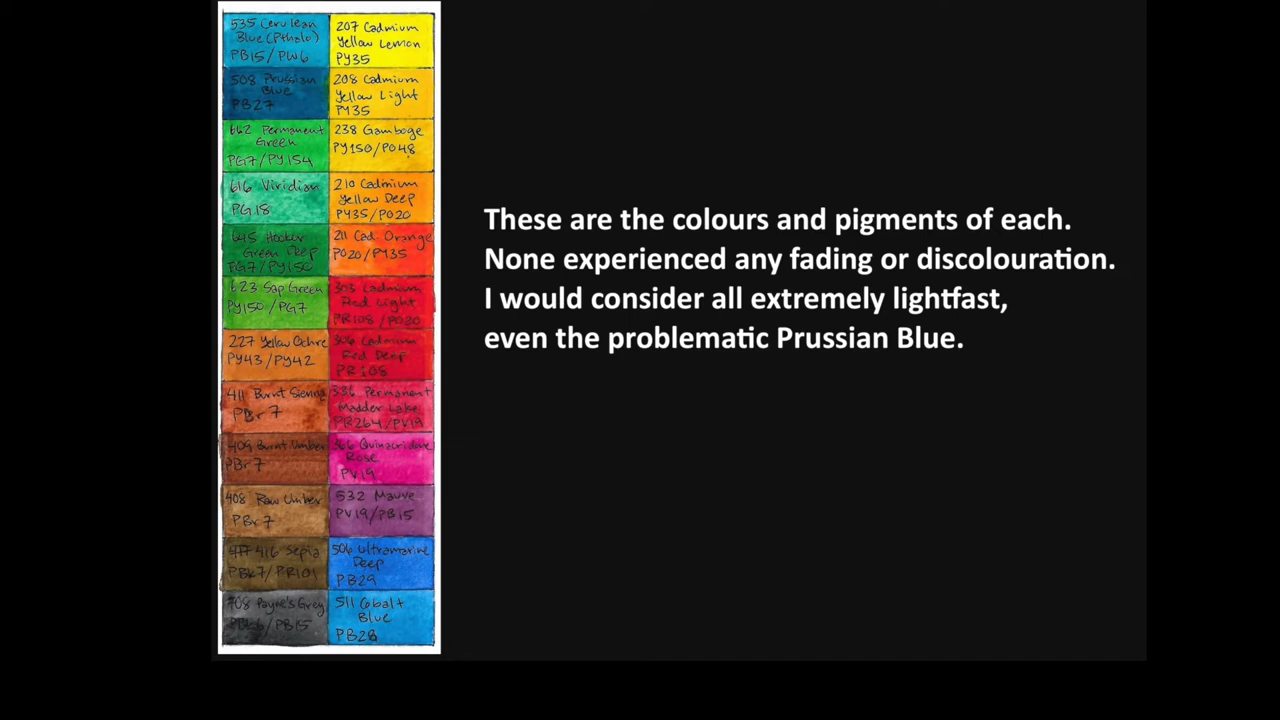 535 Cerulean
Blue (Pthalo)
PB15/PW6
207 Cadmium
Yellow Lemon
PY35
508 Prussian
Blue
PB27
208 Cadmium
Yellow Light
PY35
662 Permanent
Green
PG7/PY154
238 Gamboge
PY150/PO48
616 Viridian
PG18
210 Cadmium
Yellow Deep
PY35/PO20
645 Hooker
Green Deep
PG7/PY150
211 Cad. Orange
PO20/PY35
623 Sap Green
PY150/PG7
303 Cadmium
Red Light
PR108/PO20
227 Yellow Ochre
PY43/PY42
306 Cadmium
Red Deep
PR108
411 Burnt Sienna
PBr7
336 Permanent
Madder Lake
PB264/PV19
409 Burnt Umber
PBr7
366 Quinacridone
Rose
PV19
408 Raw Umber
PBr7
532 Mauve
PV19/PB15
416 Sepia
PBk7/PR101
506 Ultramarine
Deep
PB29
708 Payne's Grey
PBk6/PB15
511 Cobalt
Blue
PB28
These are the colours and pigments of each.
None experienced any fading or discolouration.
I would consider all extremely lightfast,
even the problematic Prussian Blue.